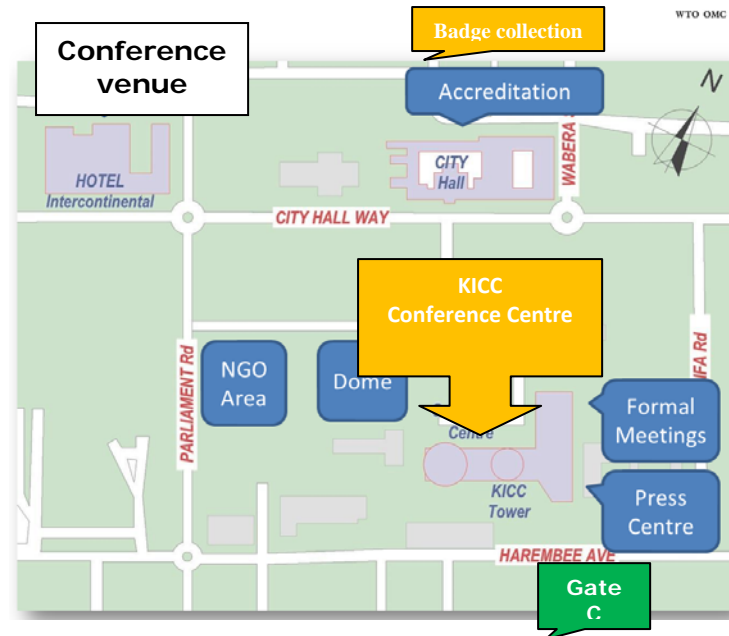 WTO OMC
Badge collection
Conference
venue
Accreditation
N
CITY
Hall
WABERA
HOTEL
Intercontinental
CITY HALL WAY
KICC
Conference Centre
PARLIAMENT Rd
NGO
Area
Dome
Rd
Centre
Formal
Meetings
KICC
Tower
Press
Centre
HAREMBEE AVE
Gate
C